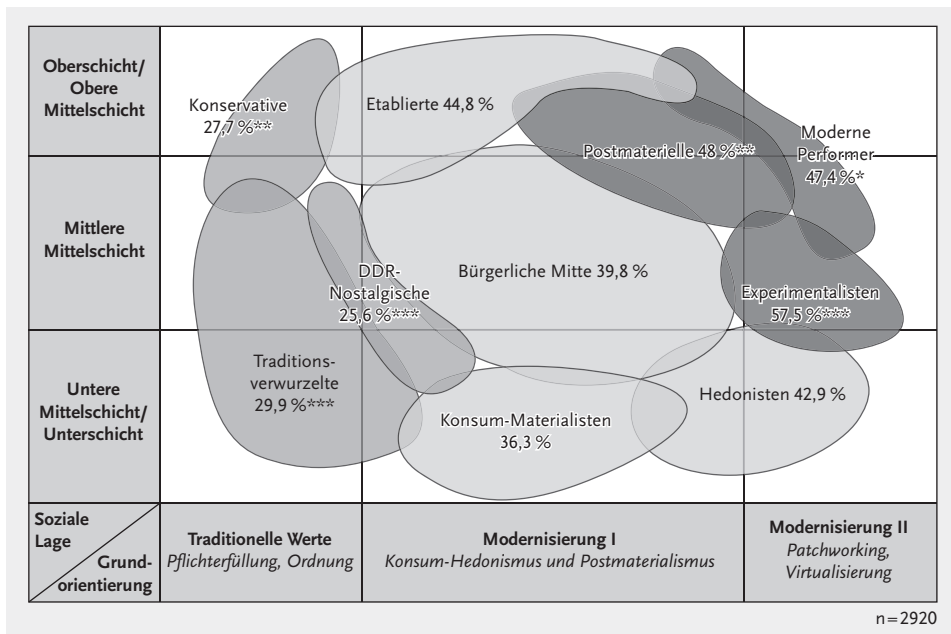 Oberschicht/
Obere
Mittelschicht
Konservative
27,7 %**
Etablierte 44,8 %
Postmaterielle 48 %**
Moderne
Performer
47,4 %*
Mittlere
Mittelschicht
DDR-
Nostalgische
25,6 %***
Bürgerliche Mitte 39,8 %
Experimentalisten
57,5 %***
Untere
Mittelschicht/
Unterschicht
Traditions-
verwurzelte
29,9 %***
Konsum-Materialisten
36,3 %
Hedonisten 42,9 %
Soziale
Lage
Grund-
orientierung
Traditionelle Werte
Pflichterfüllung, Ordnung
Modernisierung I
Konsum-Hedonismus und Postmaterialismus
Modernisierung II
Patchworking,
Virtualisierung
n=2920